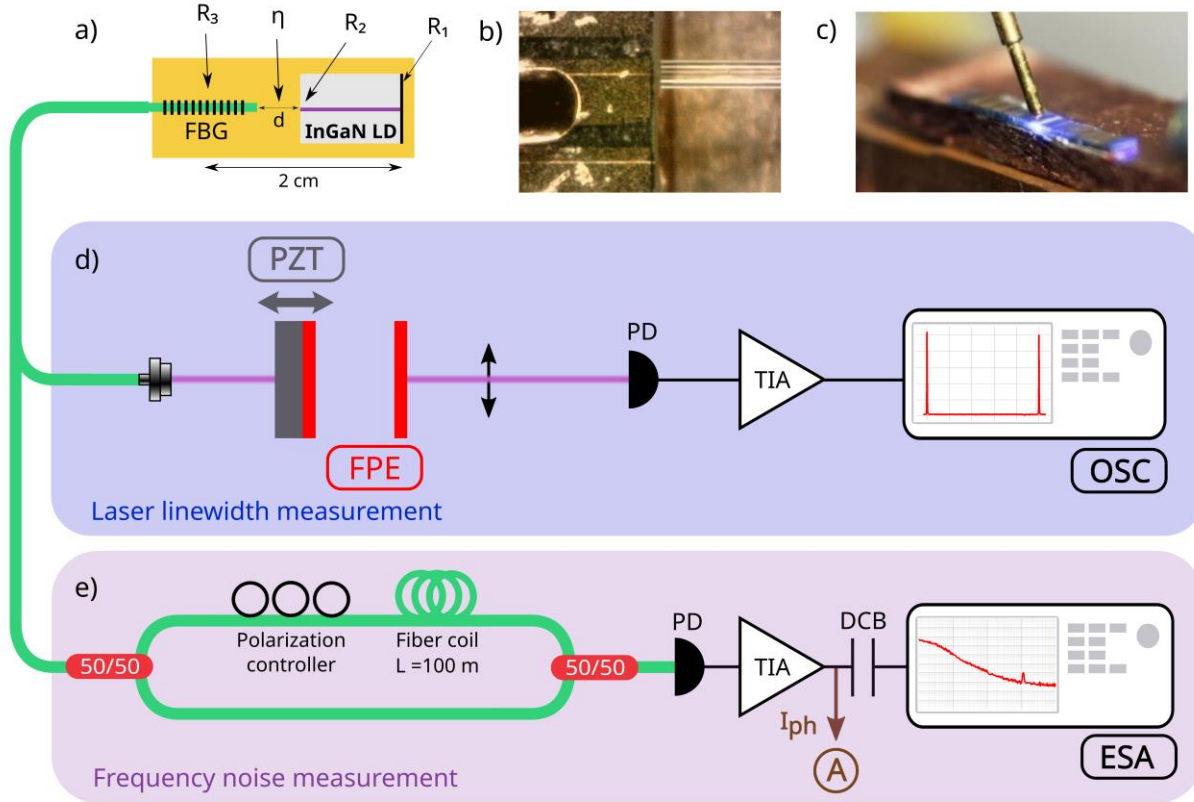 a)
R₃
η
R₂
R₁
FBG
d
InGaN LD
2 cm
b)
c)
d)
PZT
FPE
PD
TIA
OSC
Laser linewidth measurement
e)
50/50
Polarization
controller
Fiber coil
L =100 m
50/50
PD
TIA
DCB
Iph
A
ESA
Frequency noise measurement